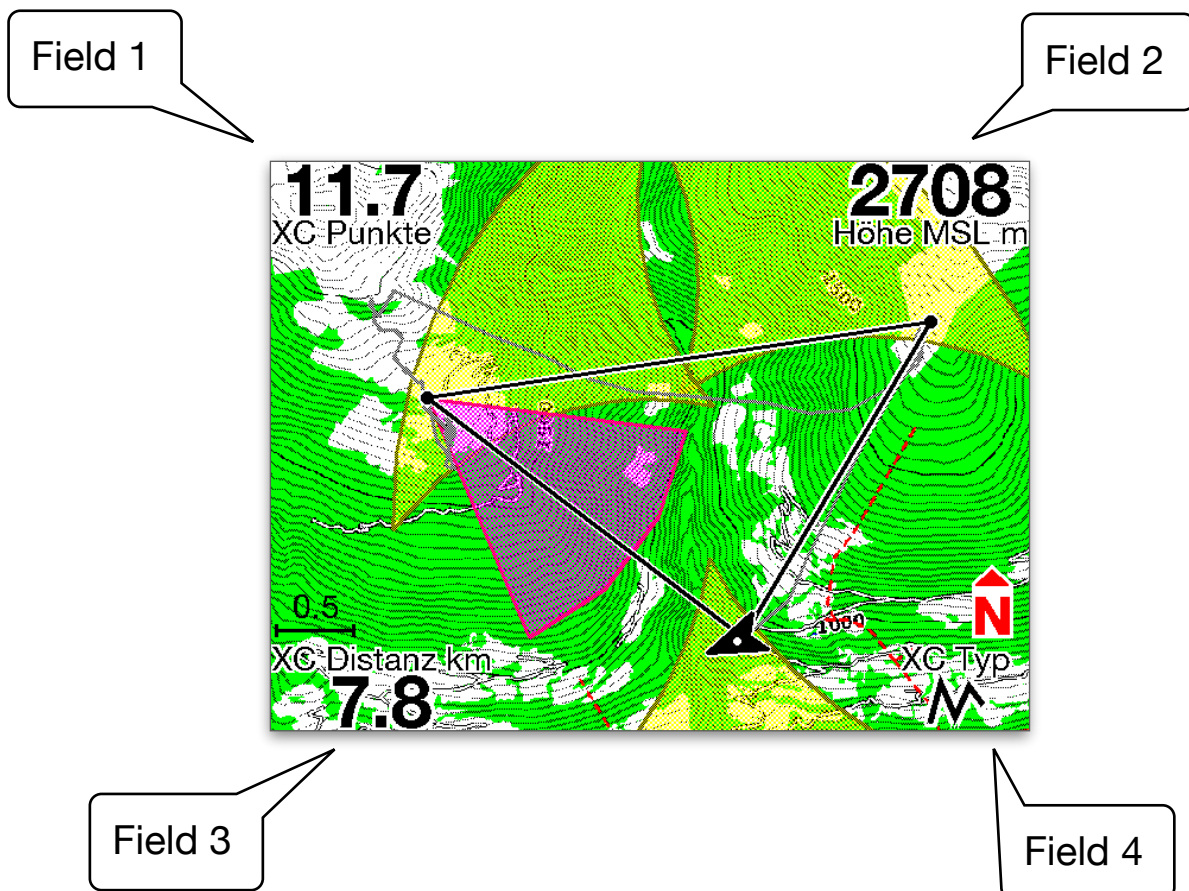 Field 1
Field 2
11.7
XC Punkte
2708
Höhe MSL m
1500
0.5
XC Distanz km
7.8
1000
N
XC Typ
Field 3
Field 4